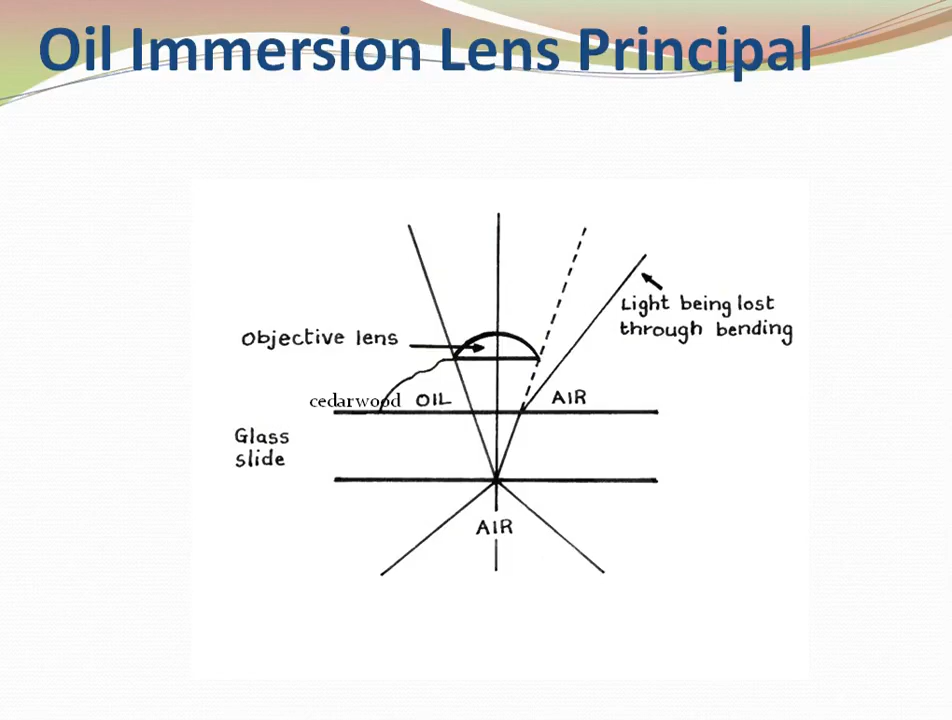 Oil Immersion Lens Principal
Light being lost
through bending
Objective lens
cedarwood OIL AIR
Glass
slide
AIR